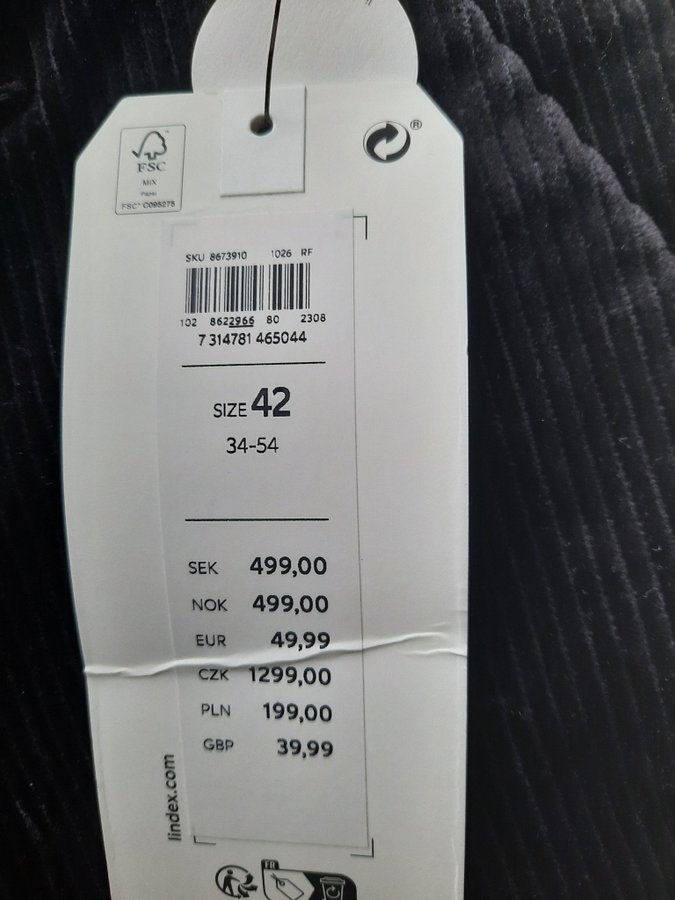 FSC
MIX
Paper
FSC® C095275
®
SKU 8673910 1026 RF
102 8622966 80 2308
7 314781 465044
SIZE 42
34-54
SEK 499,00
NOK 499,00
EUR 49,99
CZK 1299,00
PLN 199,00
GBP 39,99
lindex.com
FR